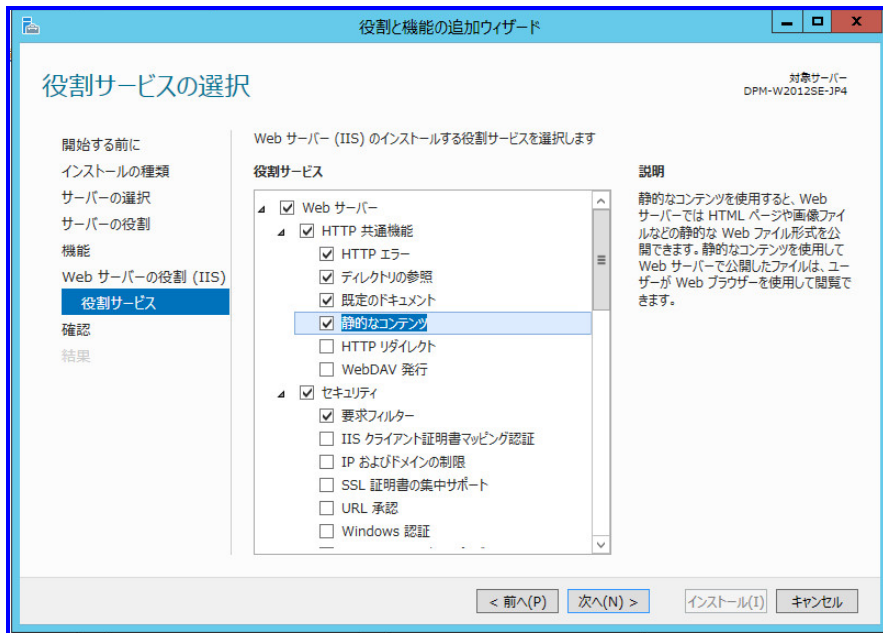 役割と機能の追加ウィザード
役割サービスの選択
対象サーバー
DPM-W2012SE-JP4
開始する前に
インストールの種類
サーバーの選択
サーバーの役割
機能
Web サーバーの役割 (IIS)
役割サービス
確認
結果
Web サーバー (IIS) のインストールする役割サービスを選択します
役割サービス
Web サーバー
HTTP 共通機能
HTTP エラー
ディレクトリの参照
既定のドキュメント
静的なコンテンツ
HTTP リダイレクト
WebDAV 発行
セキュリティ
要求フィルター
IIS クライアント証明書マッピング認証
IP およびドメインの制限
SSL 証明書の集中サポート
URL 承認
Windows 認証
説明
静的なコンテンツを使用すると、Web
サーバーでは HTML ページや画像ファイ
ルなどの静的な Web ファイル形式を公
開できます。静的なコンテンツを使用して
Web サーバーで公開したファイルは、ユー
ザーが Web ブラウザーを使用して閲覧で
きます。
< 前へ(P)
次へ(N) >
インストール(I)
キャンセル